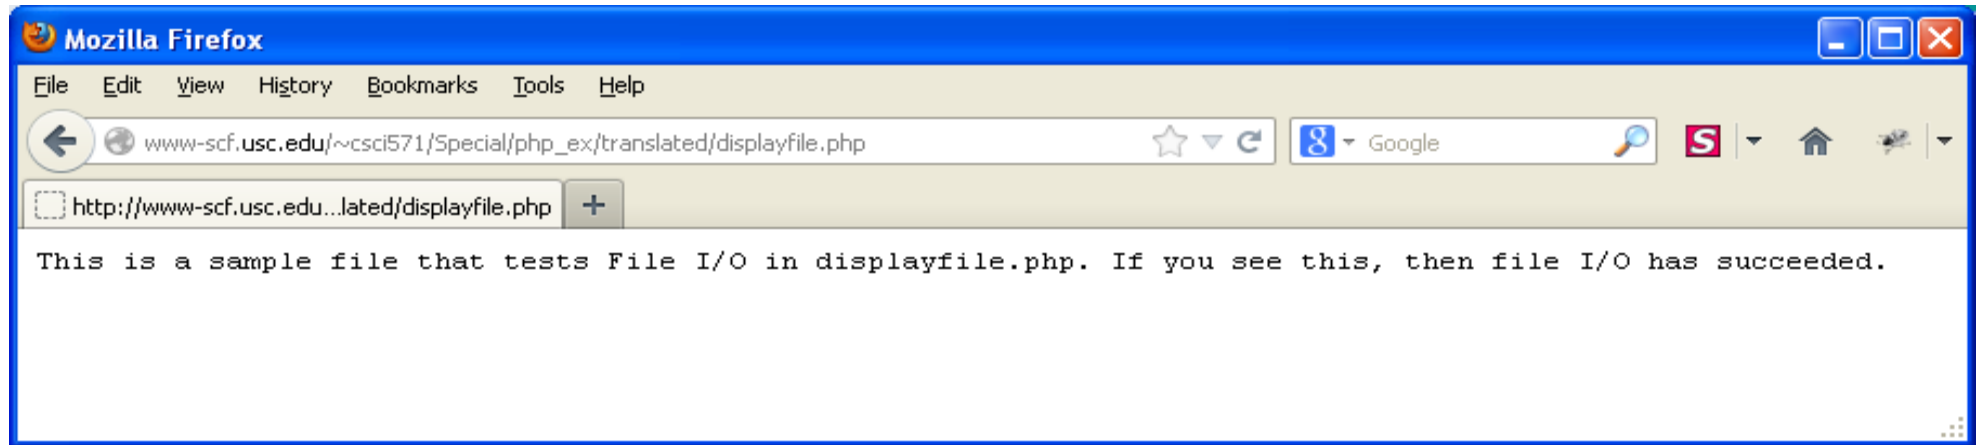 Mozilla Firefox
File Edit View History Bookmarks Tools Help
www-scf.usc.edu/~csci571/Special/php_ex/translated/displayfile.php 8 Google S
http://www-scf.usc.edu...lated/displayfile.php +
This is a sample file that tests File I/O in displayfile.php. If you see this, then file I/O has succeeded.